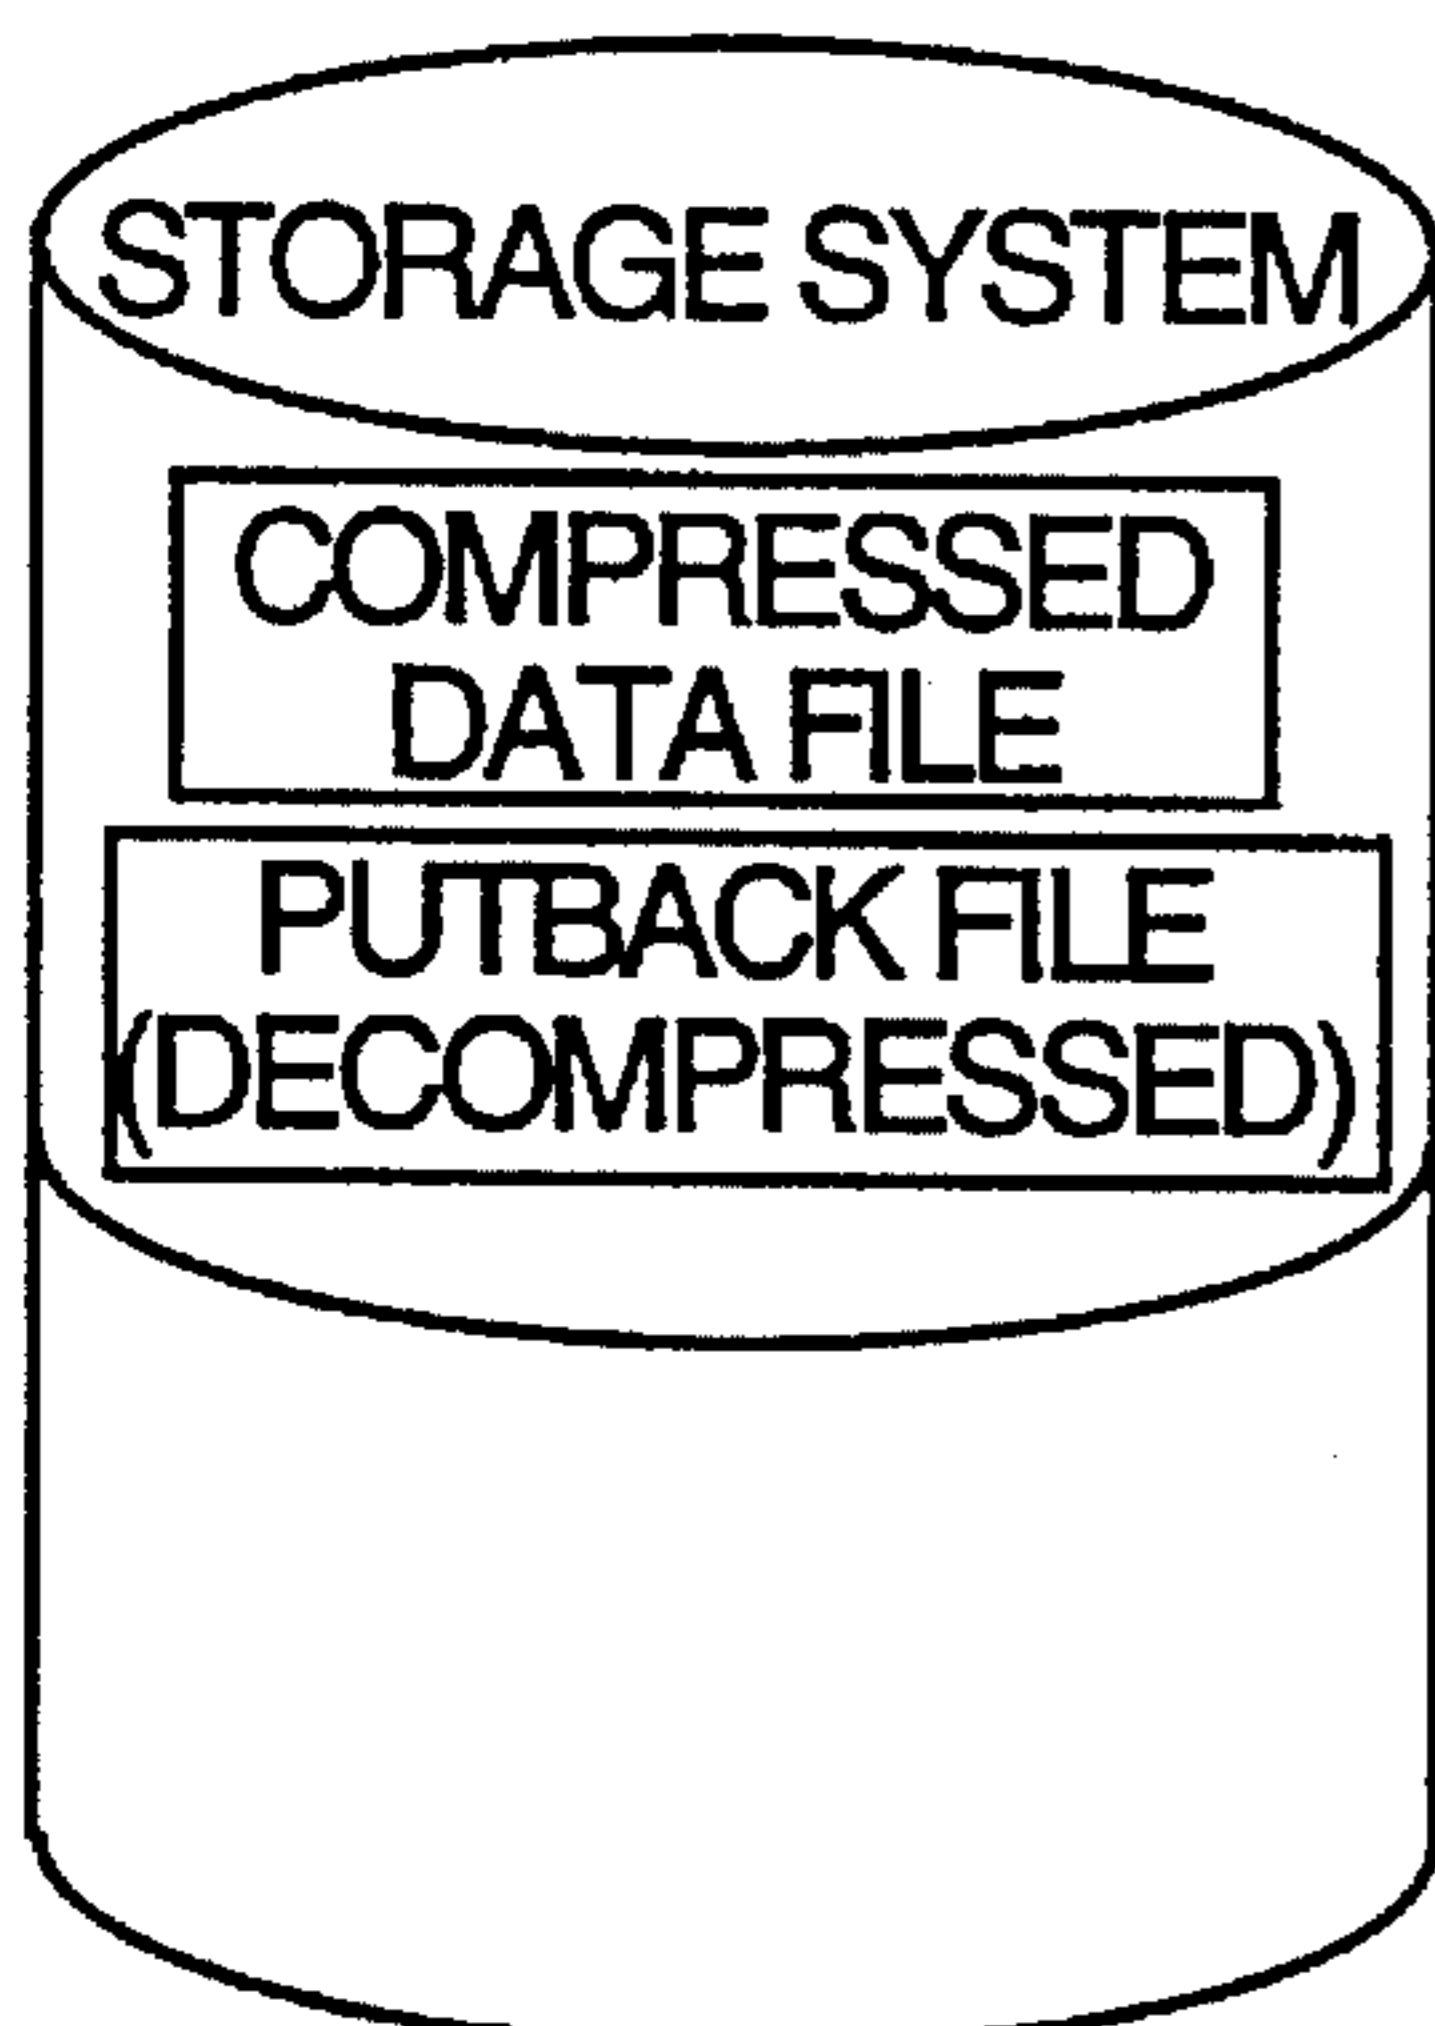 STORAGE SYSTEM
COMPRESSED
DATA FILE
PUTBACK FILE
(DECOMPRESSED)